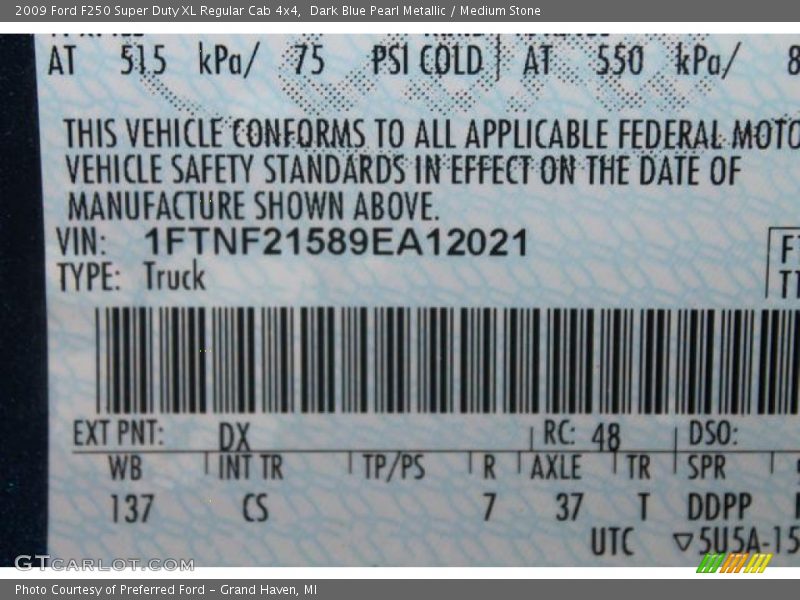 2009 Ford F250 Super Duty XL Regular Cab 4x4, Dark Blue Pearl Metallic / Medium Stone
AT 515 kPa/ 75 PSI COLD AT 550 kPa/ 8
THIS VEHICLE CONFORMS TO ALL APPLICABLE FEDERAL MOTO
VEHICLE SAFETY STANDARDS IN EFFECT ON THE DATE OF
MANUFACTURE SHOWN ABOVE.
VIN: 1FTNF21589EA12021
TYPE: Truck
EXT PNT: DX RC: 48 DSO:
WB INT TR TP/PS R AXLE TR SPR
137 CS 7 37 T DDPP
UTC ▽5U5A-15
GTCarLot.com
Photo Courtesy of Preferred Ford - Grand Haven, MI